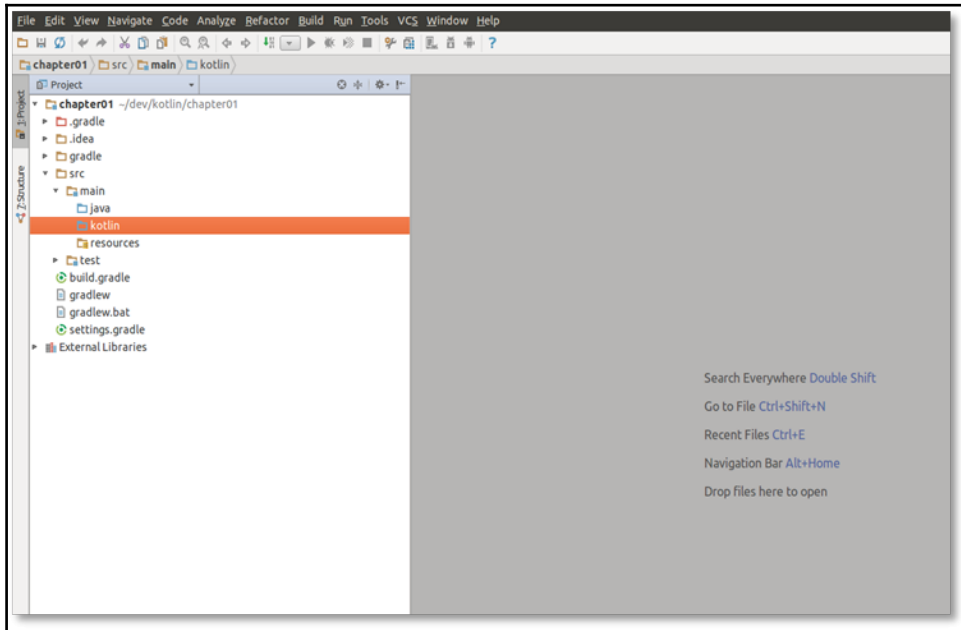 File Edit View Navigate Code Analyze Refactor Build Run Tools VCS Window Help
chapter01 src main kotlin
1: Project
7: Structure
Project
chapter01 ~/dev/kotlin/chapter01
.gradle
.idea
gradle
src
main
java
kotlin
resources
test
build.gradle
gradlew
gradlew.bat
settings.gradle
External Libraries
Search Everywhere Double Shift
Go to File Ctrl+Shift+N
Recent Files Ctrl+E
Navigation Bar Alt+Home
Drop files here to open